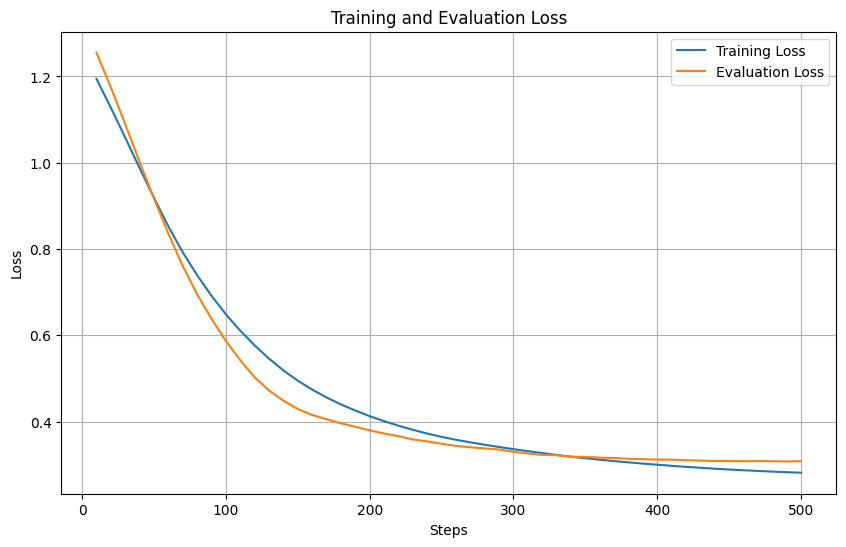 Training and Evaluation Loss
Training Loss
Evaluation Loss
1.2
1.0
0.8
0.6
0.4
Loss
0
100
200
300
400
500
Steps